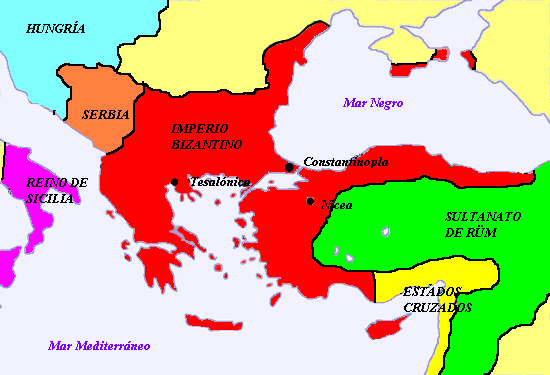 HUNGRÍA
SERBIA
Mar Negro
IMPERIO
BIZANTINO
Constantinopla
Tesalónica
REINO DE
SICILIA
Nicea
SULTANATO
DE RÜM
ESTADOS
CRUZADOS
Mar Mediterráneo